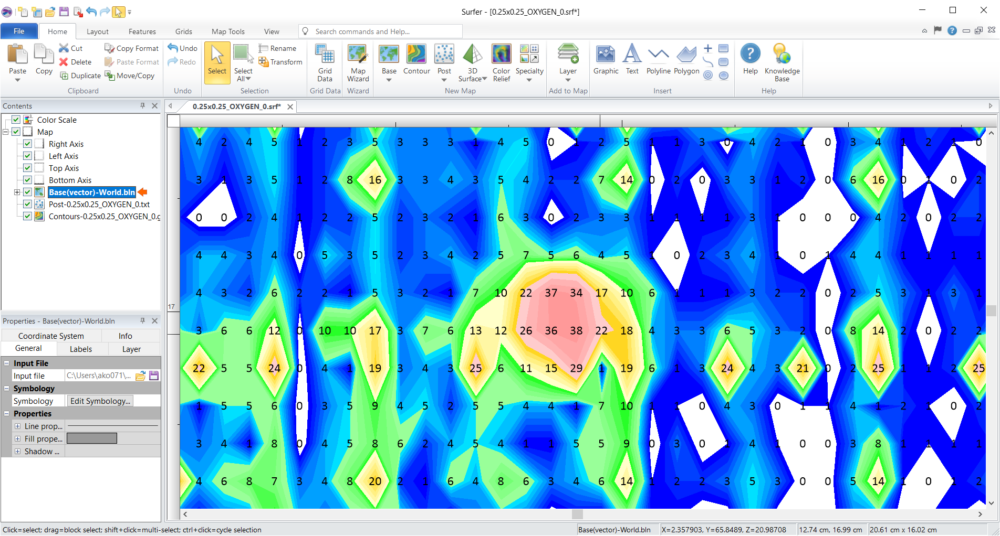 Surfer - [0.25x0.25_OXYGEN_0.srf*]
File Home Layout Features Grids Map Tools View Search commands and Help...
Paste Copy Cut Delete Duplicate Copy Format Paste Format Move/Copy Undo Redo Select Select All Rename Transform Grid Data Map Wizard Base Contour Post 3D Surface Color Relief Specialty Layer Graphic Text Polyline Polygon Help Knowledge Base
Clipboard Undo Selection Grid Data Wizard New Map Add to Map Insert Help
Contents
0.25x0.25_OXYGEN_0.srf*
Color Scale
Map
Right Axis
Left Axis
Top Axis
Bottom Axis
Base(vector)-World.bln
Post-0.25x0.25_OXYGEN_0.txt
Contours-0.25x0.25_OXYGEN_0.g
Properties - Base(vector)-World.bln
Coordinate System Info
General Labels Layer
Input File
Input file C:\Users\ako071\...
Symbology
Symbology Edit Symbology...
Properties
Line prop...
Fill prope...
Shadow ...
17
4 2 4 5 1 2 3 5 3 3 3 1 4 5 0 1 2 5 1 1 3 0 4 2 1 0 3 4 1 2 1 0
3 1 3 5 1 2 8 16 3 3 4 3 5 4 2 2 7 14 0 2 0 3 3 1 2 0 6 16 0 1 0 2
0 0 2 4 1 2 2 5 2 3 2 1 6 3 0 2 3 3 1 1 1 1 3 1 0 0 0 4 2 0 2 2
4 4 3 4 0 5 3 5 2 3 4 2 5 7 5 6 4 5 1 0 2 3 4 1 0 1 4 4 1 1 1 1
4 3 2 6 2 2 1 5 3 2 1 7 10 22 37 34 17 10 6 1 1 1 3 2 2 0 2 5 3 1 3 1
3 6 6 12 0 10 10 17 3 7 6 13 12 26 36 38 22 18 4 3 3 6 5 3 2 0 8 14 2 0 2 2
22 5 5 24 0 4 1 19 3 4 3 25 6 11 15 29 1 19 6 1 3 24 4 3 21 0 2 25 1 1 2 25
1 5 5 6 0 3 5 9 4 5 2 5 5 4 4 1 7 10 1 1 0 4 3 0 1 1 4 1 2 1 0 2
3 4 1 8 0 4 5 8 6 2 4 5 4 1 1 5 5 9 0 3 0 1 4 1 0 0 3 8 1 1 1 1
4 6 8 7 3 4 8 20 2 1 6 4 8 6 3 4 6 14 1 2 2 3 5 3 0 0 5 14 1 0 1 2
Click=select; drag=block select; shift+click=multi-select; ctrl+click=cycle selection Base(vector)-World.bln X=2.357903, Y=65.8489, Z=20.98708 12.74 cm, 16.99 cm 20.61 cm x 16.02 cm